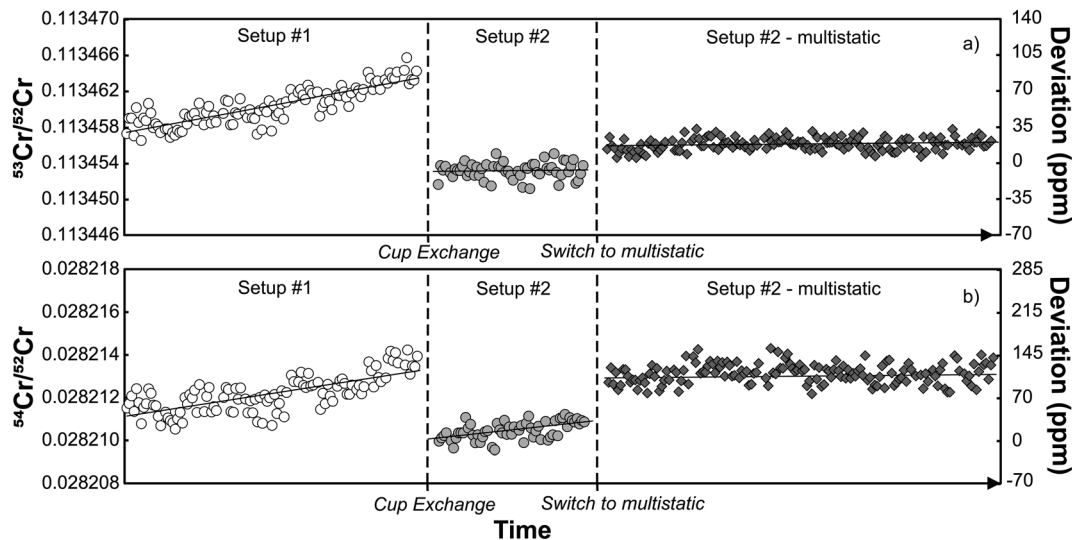 0.113470
0.113466
0.113462
0.113458
0.113454
0.113450
0.113446
⁵³Cr/⁵²Cr
Setup #1
Setup #2
Setup #2 - multistatic
a)
140
105
70
35
0
-35
-70
Deviation (ppm)
Cup Exchange
Switch to multistatic
0.028218
0.028216
0.028214
0.028212
0.028210
0.028208
⁵⁴Cr/⁵²Cr
Setup #1
Setup #2
Setup #2 - multistatic
b)
285
215
145
70
0
-70
Deviation (ppm)
Cup Exchange
Switch to multistatic
Time